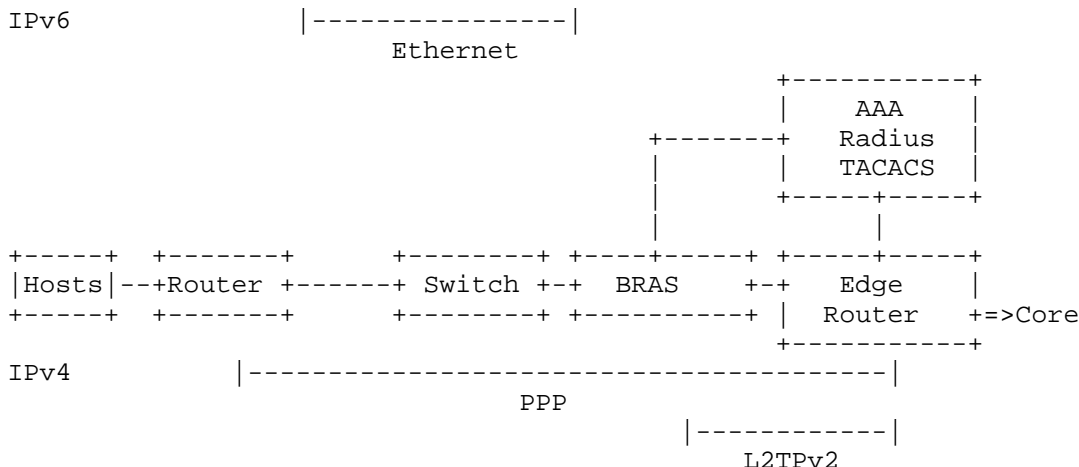 IPv6 |-----------------|
Ethernet
+-----------+
| AAA |
+-------+ Radius |
| | TACACS |
| +-----+-----+
| |
+-----+ +-------+ +--------+ +----+-----+ +-----+-----+
|Hosts|--+Router +------+ Switch +-+ BRAS +-+ Edge |
+-----+ +-------+ +--------+ +----------+ | Router +=>Core
+-----------+
IPv4 |----------------------------------------|
PPP
|------------|
L2TPv2